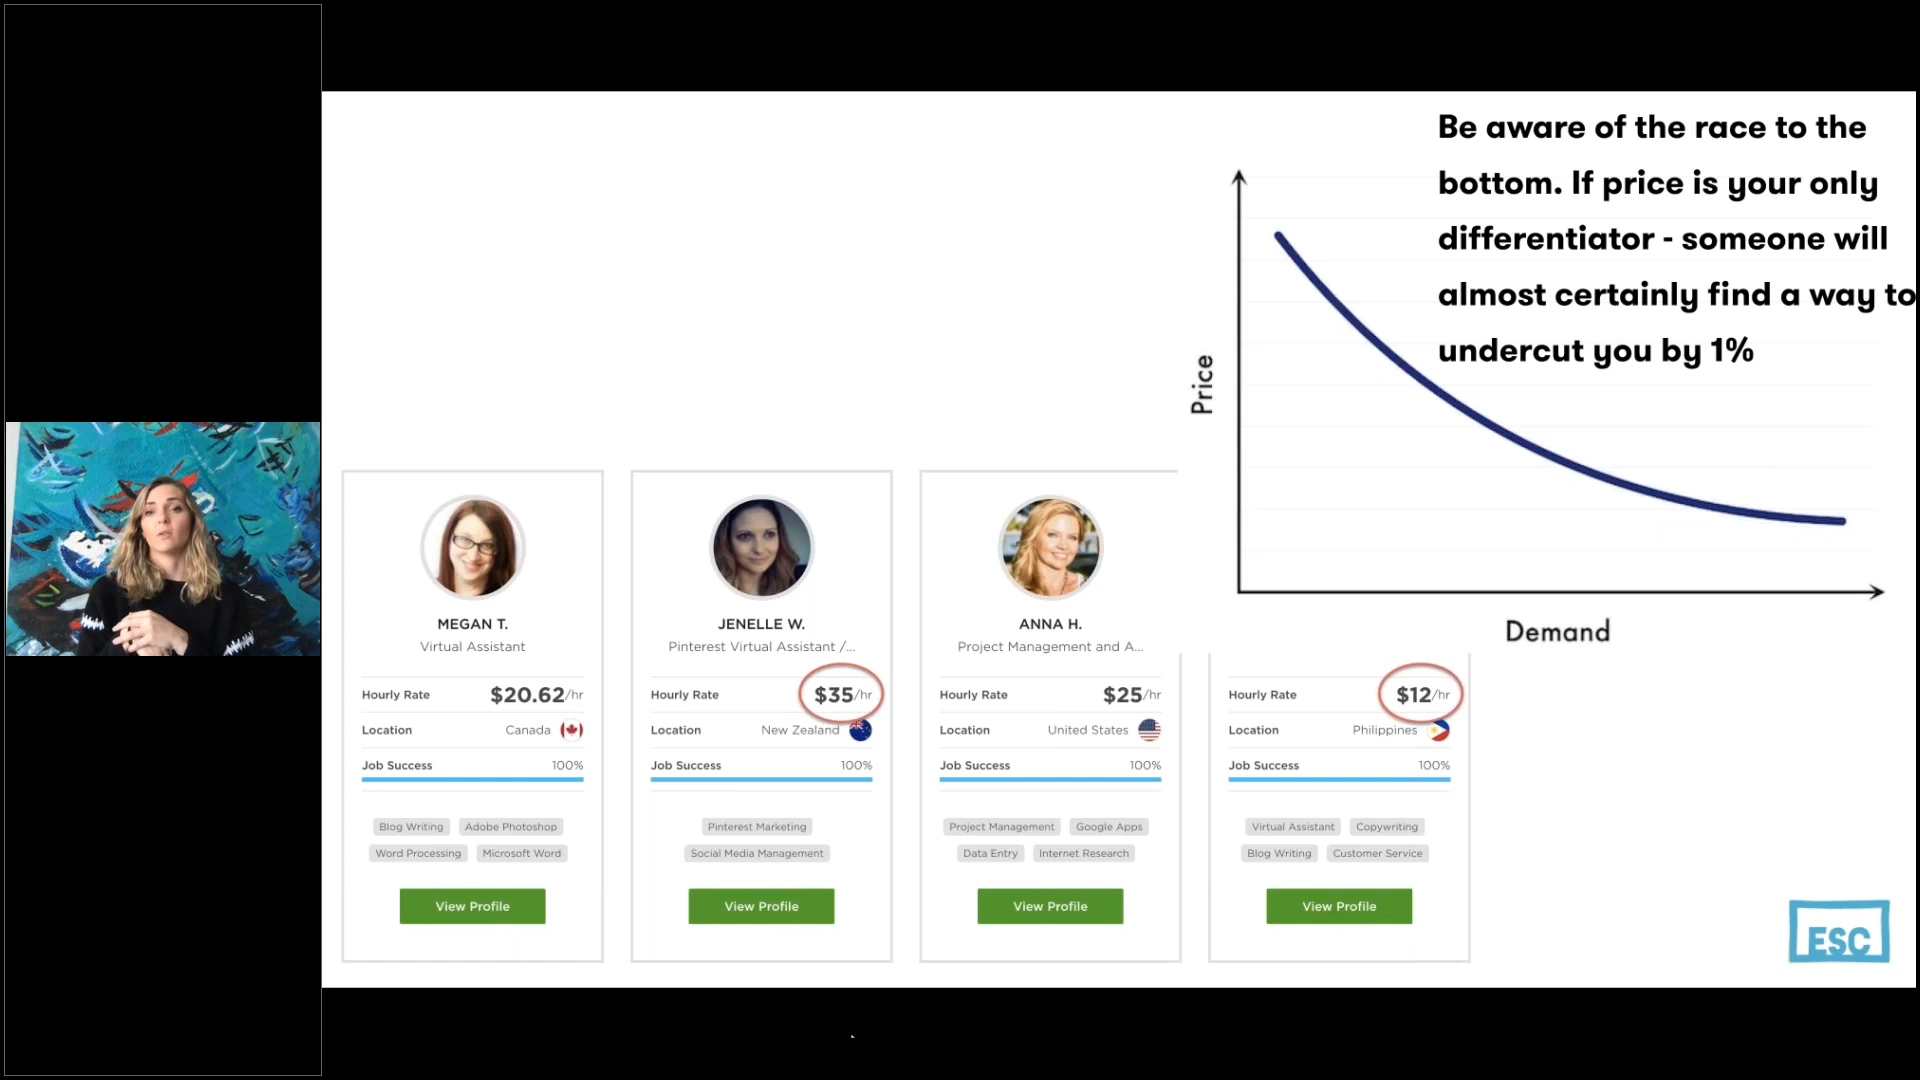 Be aware of the race to the
bottom. If price is your only
differentiator - someone will
almost certainly find a way to
undercut you by 1%
Price
Demand
MEGAN T.
Virtual Assistant
Hourly Rate $20.62/hr
Location Canada
Job Success 100%
Blog Writing Adobe Photoshop
Word Processing Microsoft Word
View Profile
JENELLE W.
Pinterest Virtual Assistant /...
Hourly Rate $35/hr
Location New Zealand
Job Success 100%
Pinterest Marketing
Social Media Management
View Profile
ANNA H.
Project Management and A...
Hourly Rate $25/hr
Location United States
Job Success 100%
Project Management Google Apps
Data Entry Internet Research
View Profile
Hourly Rate $12/hr
Location Philippines
Job Success 100%
Virtual Assistant Copywriting
Blog Writing Customer Service
View Profile
ESC